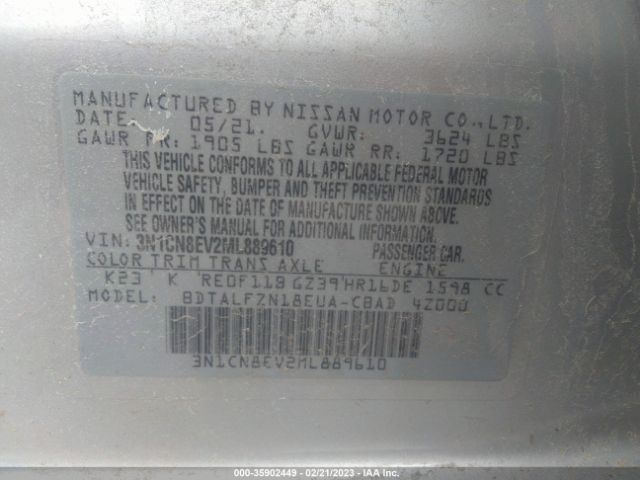 MANUFACTURED BY NISSAN MOTOR CO.,LTD.
DATE 05/21. GVWR: 3624 LBS
GAWR FR: 1905 LBS GAWR RR: 1720 LBS
THIS VEHICLE CONFORMS TO ALL APPLICABLE FEDERAL MOTOR
VEHICLE SAFETY, BUMPER AND THEFT PREVENTION STANDARDS
IN EFFECT ON THE DATE OF MANUFACTURE SHOWN ABOVE.
SEE OWNER'S MANUAL FOR ADDITIONAL INFORMATION.
VIN: 3N1CN8EV2ML889610 PASSENGER CAR.
COLOR TRIM TRANS AXLE ENGINE
K23 K RE0F11B GZ39 HR16DE 1598 CC
MODEL: BDTALFZN18EUA-CBAD 4Z000
3N1CN8EV2ML889610
000-35902449 - 02/21/2023 - IAA Inc.